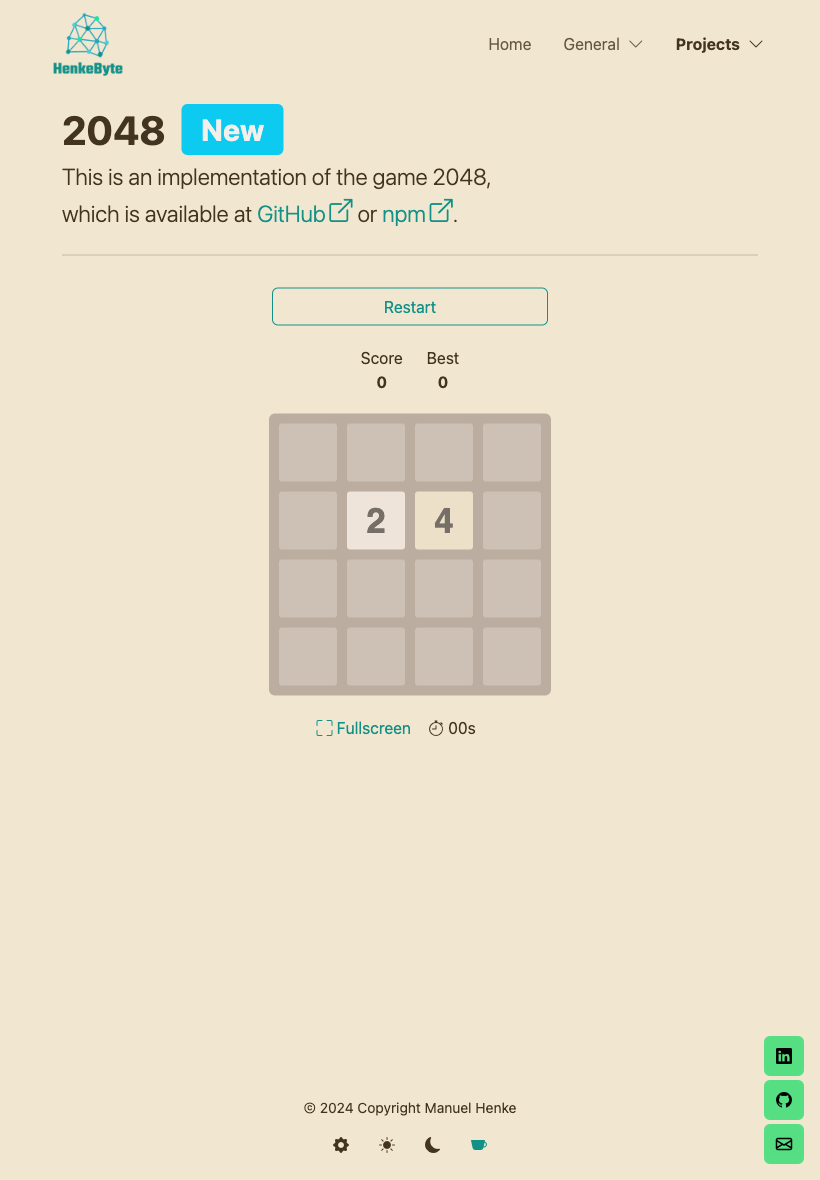 HenkeByte
Home General Projects
2048 New
This is an implementation of the game 2048,
which is available at GitHub or npm.
Restart
Score Best
0 0
2 4
Fullscreen 00s
© 2024 Copyright Manuel Henke
in